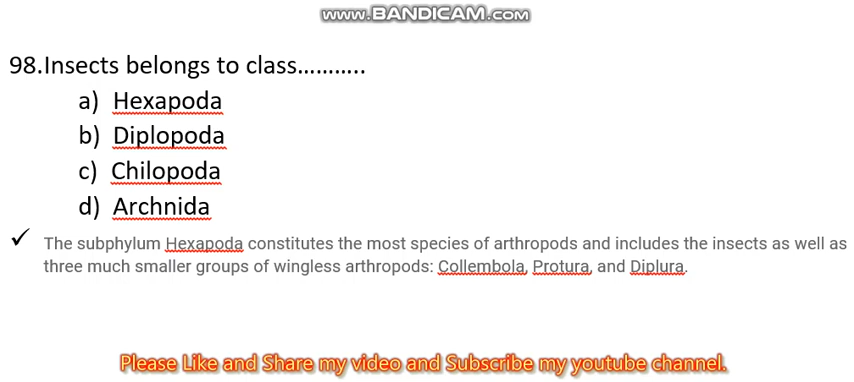 www.BANDICAM.COM
98.Insects belongs to class...........
a) Hexapoda
b) Diplopoda
c) Chilopoda
d) Archnida
✓ The subphylum Hexapoda constitutes the most species of arthropods and includes the insects as well as
three much smaller groups of wingless arthropods: Collembola, Protura, and Diplura.
Please Like and Share my video and Subscribe my youtube channel.